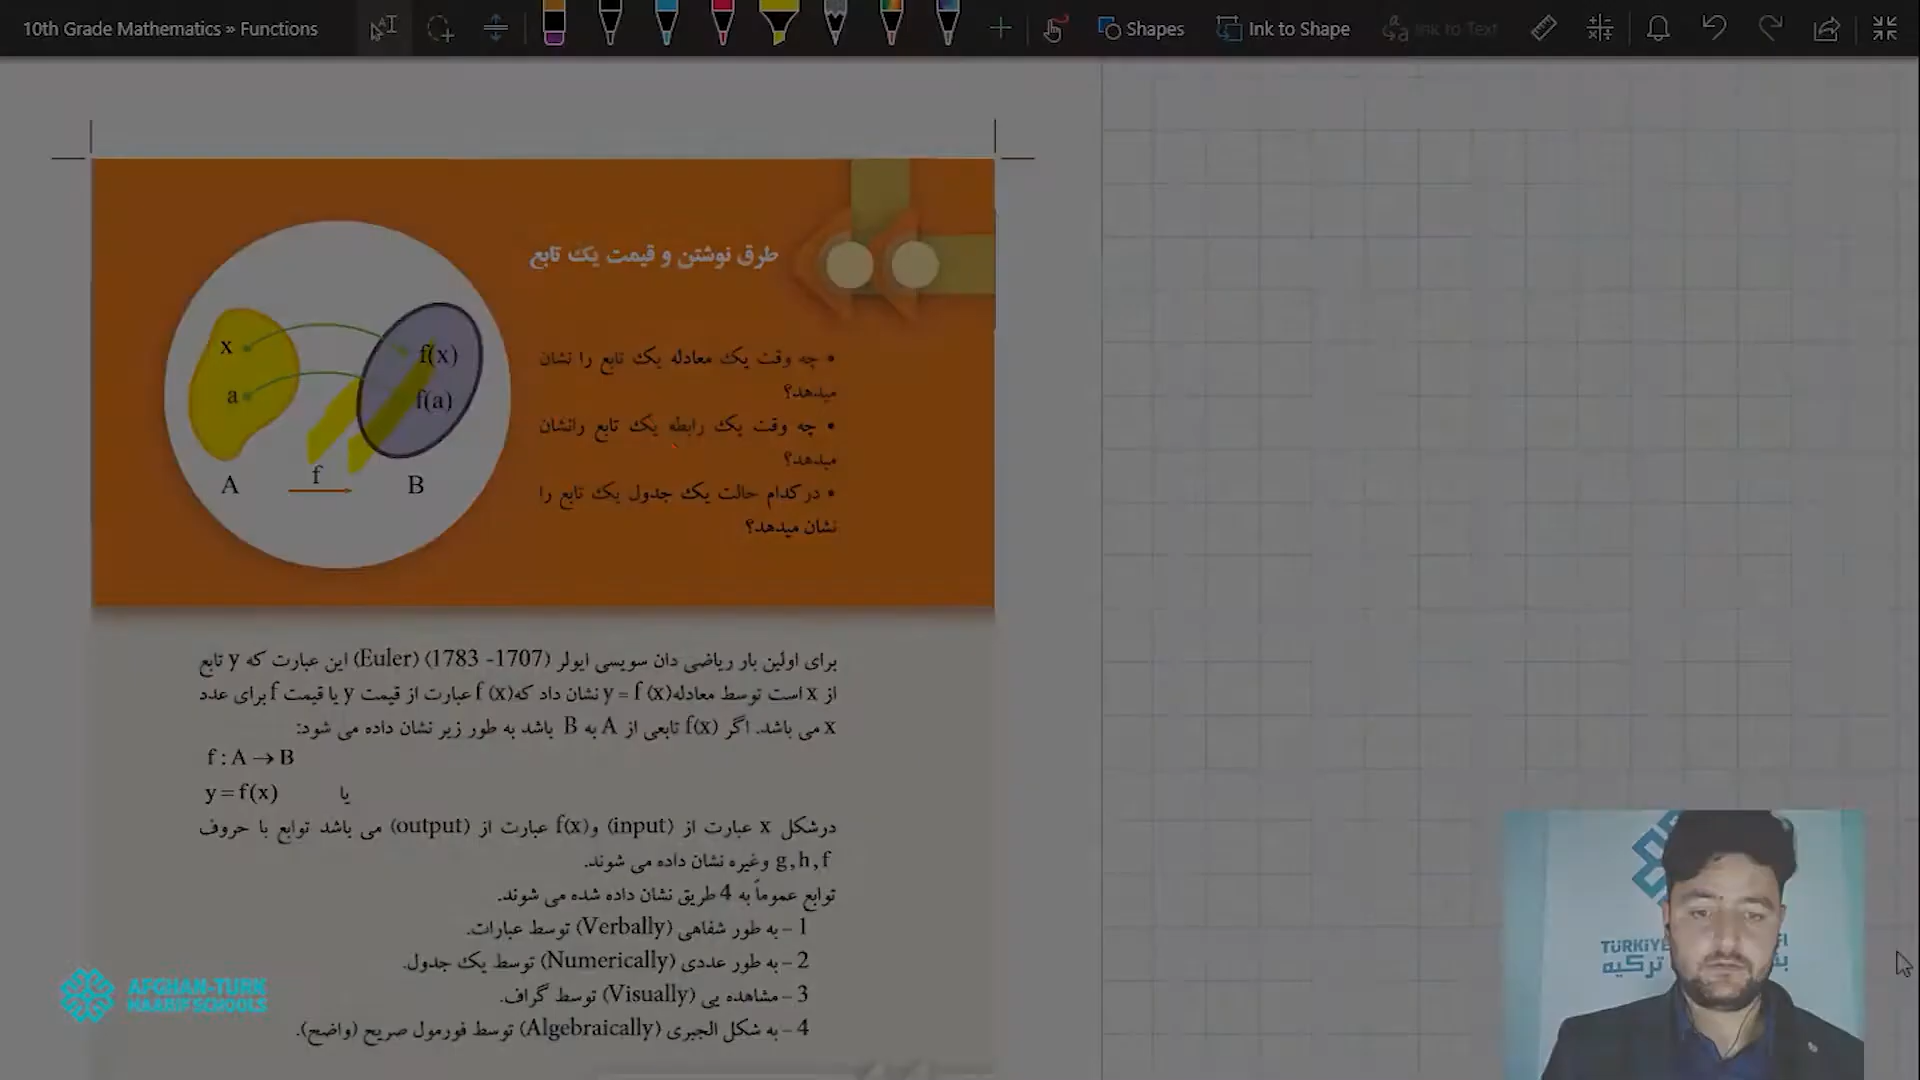 10th Grade Mathematics » Functions
Shapes
Ink to Shape
Ink to Text
طرق نوشتن و قیمت یک تابع
• چه وقت یک معادله یک تابع را نشان
میدهد؟
• چه وقت یک رابطه یک تابع رانشان
میدهد؟
• درکدام حالت یک جدول یک تابع را
نشان میدهد؟
x
f(x)
a
f(a)
A
f
B
برای اولین بار ریاضی دان سویسی ایولر (1707- 1783) (Euler) این عبارت که y تابع
از x است توسط معادله y = f (x) نشان داد که f (x) عبارت از قیمت y یا قیمت f برای عدد
x می باشد. اگر f(x) تابعی از A به B باشد به طور زیر نشان داده می شود:
f : A → B
y = f(x) یا
درشکل x عبارت از (input) و f(x) عبارت از (output) می باشد توابع با حروف
g , h , f وغیره نشان داده می شوند.
توابع عموماً به 4 طریق نشان داده شده می شوند.
1 – به طور شفاهی (Verbally) توسط عبارات.
2 – به طور عددی (Numerically) توسط یک جدول.
3 – مشاهده یی (Visually) توسط گراف.
4 – به شکل الجبری (Algebraically) توسط فورمول صریح (واضح).
AFGHAN-TURK
MAARIF SCHOOLS
TÜRKİYE
ترکیه